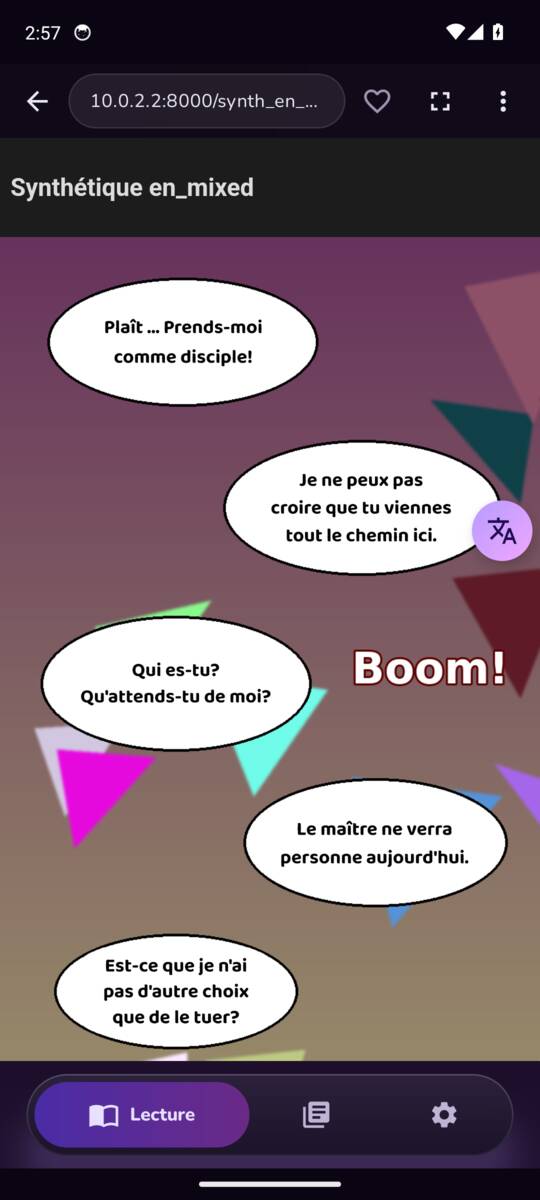 2:57
10.0.2.2:8000/synth_en_...
Synthétique en_mixed
Plaît ... Prends-moi
comme disciple!
Je ne peux pas
croire que tu viennes
tout le chemin ici.
Qui es-tu?
Qu'attends-tu de moi?
Boom!
Le maître ne verra
personne aujourd'hui.
Est-ce que je n'ai
pas d'autre choix
que de le tuer?
Lecture